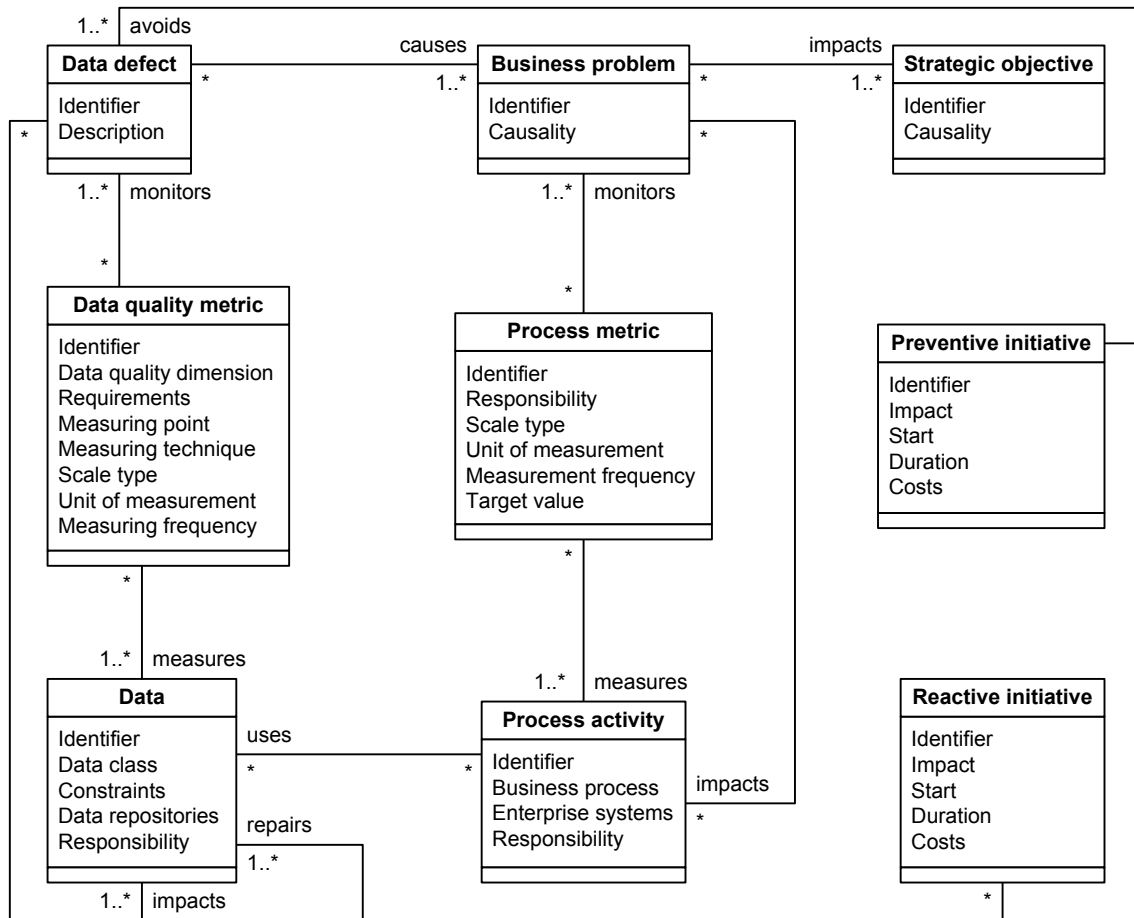 1..* avoids
Data defect
Identifier
Description
*
*
causes
1..*
Business problem
Identifier
Causality
*
*
impacts
1..*
Strategic objective
Identifier
Causality
1..* monitors
*
1..* monitors
*
Data quality metric
Identifier
Data quality dimension
Requirements
Measuring point
Measuring technique
Scale type
Unit of measurement
Measuring frequency
*
Process metric
Identifier
Responsibility
Scale type
Unit of measurement
Measurement frequency
Target value
*
Preventive initiative
Identifier
Impact
Start
Duration
Costs
1..* measures
1..* measures
Data
Identifier
Data class
Constraints
Data repositories
Responsibility
uses
*
*
repairs
1..*
1..* impacts
Process activity
Identifier
Business process
Enterprise systems
Responsibility
impacts
*
Reactive initiative
Identifier
Impact
Start
Duration
Costs
*